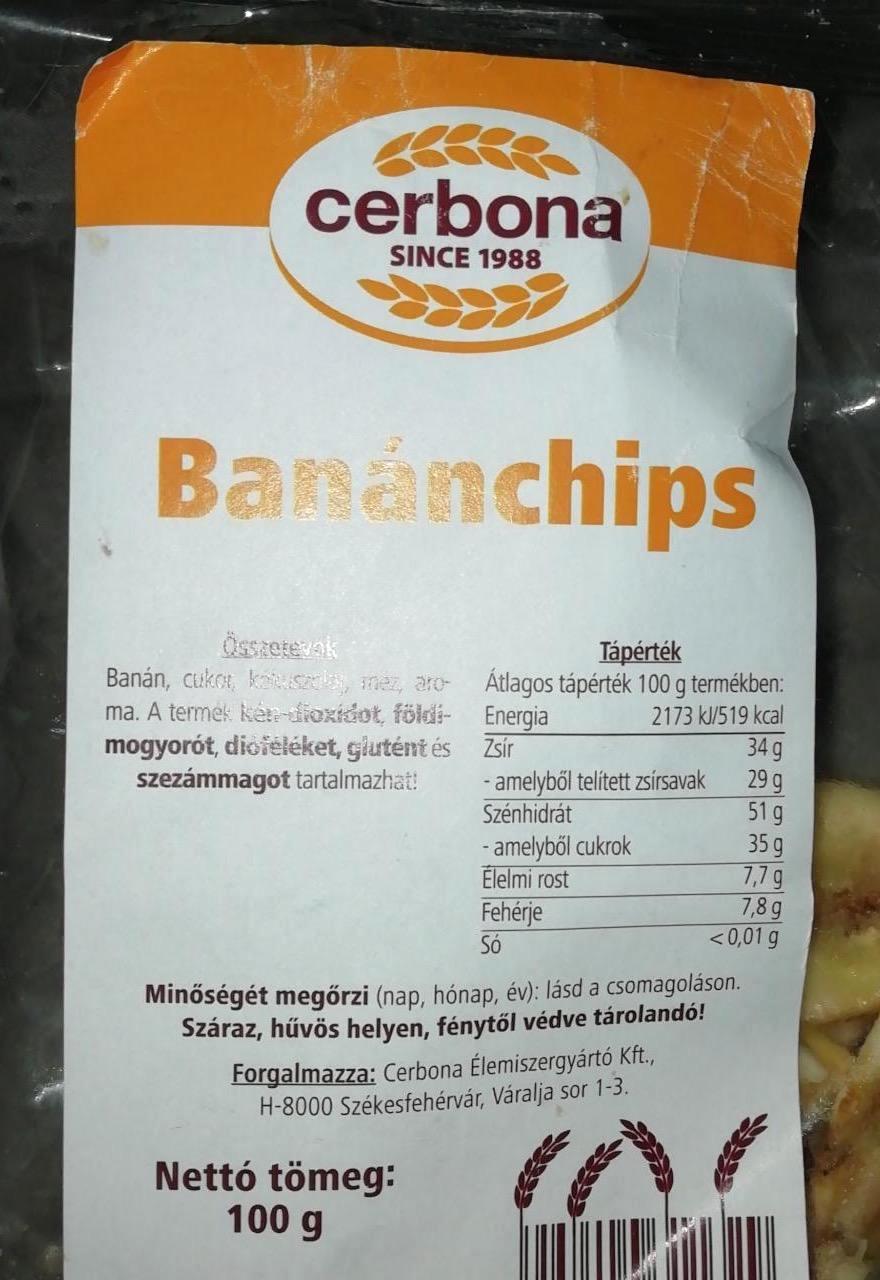 cerbona
SINCE 1988
Banánchips
Összetevők
Banán, cukor, kókuszolaj, méz, aro-
ma. A termék kén-dioxidot, földi-
mogyorót, dióféléket, glutént és
szezámmagot tartalmazhat!
Tápérték
Átlagos tápérték 100 g termékben:
Energia 2173 kJ/519 kcal
Zsír 34 g
- amelyből telített zsírsavak 29 g
Szénhidrát 51 g
- amelyből cukrok 35 g
Élelmi rost 7,7 g
Fehérje 7,8 g
Só <0,01 g
Minőségét megőrzi (nap, hónap, év): lásd a csomagoláson.
Száraz, hűvös helyen, fénytől védve tárolandó!
Forgalmazza: Cerbona Élemiszergyártó Kft.,
H-8000 Székesfehérvár, Váralja sor 1-3.
Nettó tömeg:
100 g